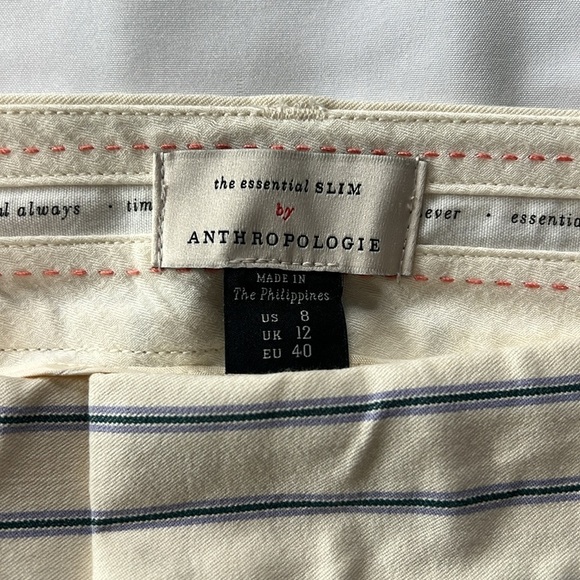 the essential SLIM
by
ANTHROPOLOGIE
always · tim
ever · essentia
MADE IN
The Philippines
US 8
UK 12
EU 40